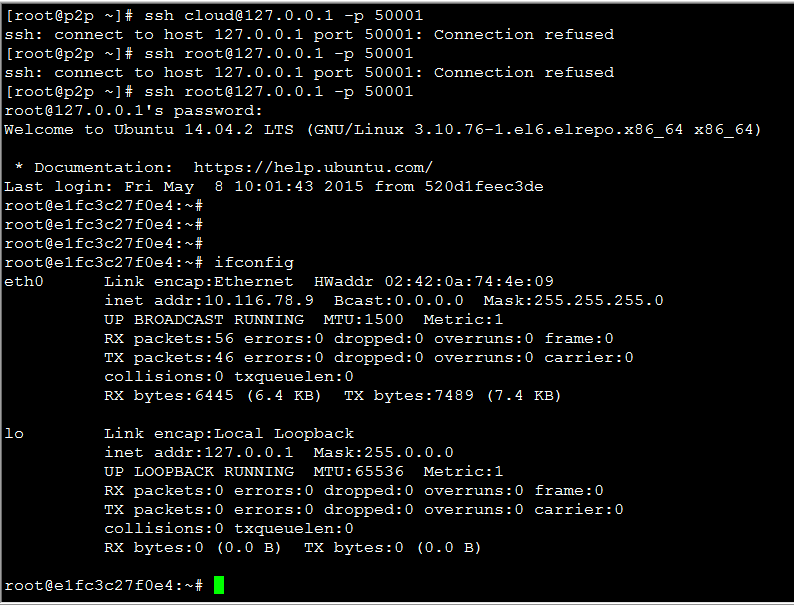 [root@p2p ~]# ssh cloud@127.0.0.1 -p 50001
ssh: connect to host 127.0.0.1 port 50001: Connection refused
[root@p2p ~]# ssh root@127.0.0.1 -p 50001
ssh: connect to host 127.0.0.1 port 50001: Connection refused
[root@p2p ~]# ssh root@127.0.0.1 -p 50001
root@127.0.0.1's password:
Welcome to Ubuntu 14.04.2 LTS (GNU/Linux 3.10.76-1.el6.elrepo.x86_64 x86_64)

 * Documentation:  https://help.ubuntu.com/
Last login: Fri May  8 10:01:43 2015 from 520d1feec3de
root@e1fc3c27f0e4:~#
root@e1fc3c27f0e4:~#
root@e1fc3c27f0e4:~#
root@e1fc3c27f0e4:~# ifconfig
eth0      Link encap:Ethernet  HWaddr 02:42:0a:74:4e:09
          inet addr:10.116.78.9  Bcast:0.0.0.0  Mask:255.255.255.0
          UP BROADCAST RUNNING  MTU:1500  Metric:1
          RX packets:56 errors:0 dropped:0 overruns:0 frame:0
          TX packets:46 errors:0 dropped:0 overruns:0 carrier:0
          collisions:0 txqueuelen:0
          RX bytes:6445 (6.4 KB)  TX bytes:7489 (7.4 KB)

lo        Link encap:Local Loopback
          inet addr:127.0.0.1  Mask:255.0.0.0
          UP LOOPBACK RUNNING  MTU:65536  Metric:1
          RX packets:0 errors:0 dropped:0 overruns:0 frame:0
          TX packets:0 errors:0 dropped:0 overruns:0 carrier:0
          collisions:0 txqueuelen:0
          RX bytes:0 (0.0 B)  TX bytes:0 (0.0 B)

root@e1fc3c27f0e4:~#